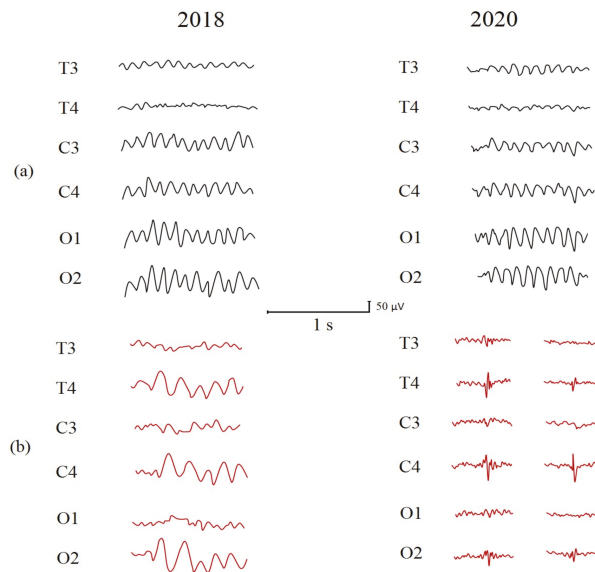 2018 2020
T3 T3
T4 T4
C3 C3
(a)
C4 C4
O1 O1
O2 O2
50 μV
1 s
T3 T3
T4 T4
C3 C3
(b)
C4 C4
O1 O1
O2 O2